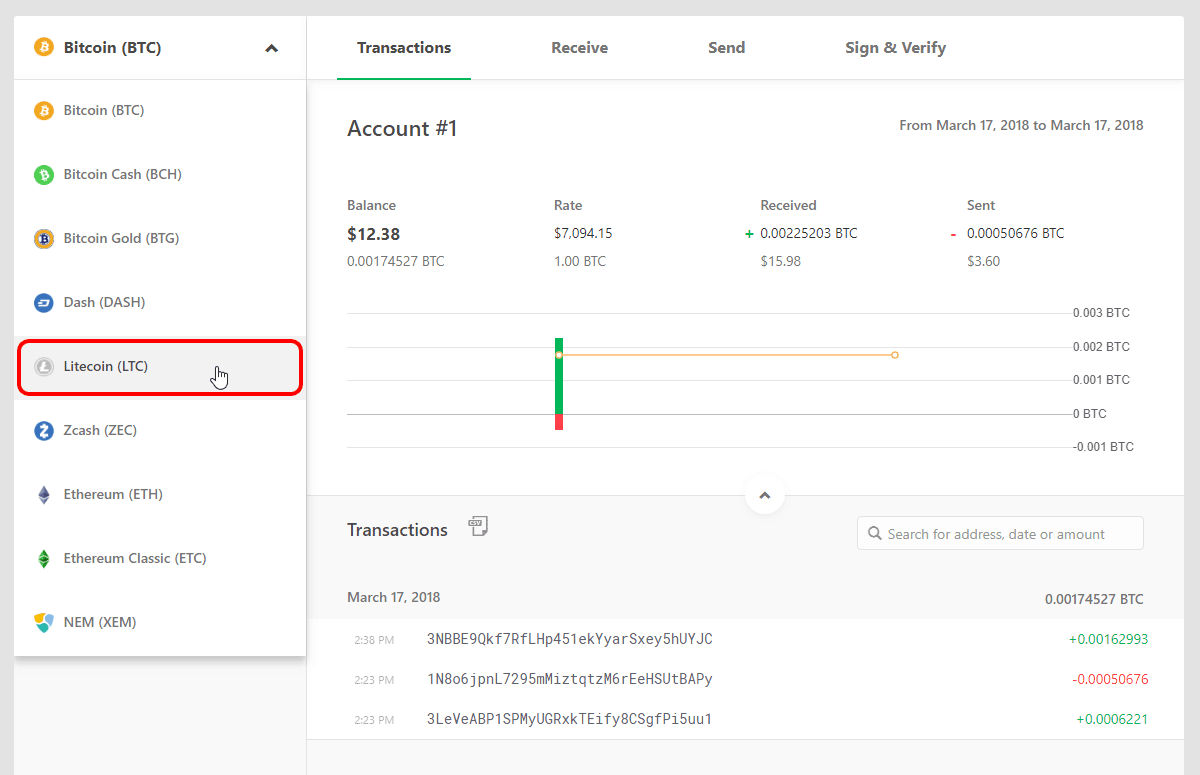 Bitcoin (BTC)
Bitcoin (BTC)
Bitcoin Cash (BCH)
Bitcoin Gold (BTG)
Dash (DASH)
Litecoin (LTC)
Zcash (ZEC)
Ethereum (ETH)
Ethereum Classic (ETC)
NEM (XEM)
Transactions Receive Send Sign & Verify
Account #1 From March 17, 2018 to March 17, 2018
Balance Rate Received Sent
$12.38 $7,094.15 + 0.00225203 BTC - 0.00050676 BTC
0.00174527 BTC 1.00 BTC $15.98 $3.60
0.003 BTC
0.002 BTC
0.001 BTC
0 BTC
-0.001 BTC
Transactions CSV Search for address, date or amount
March 17, 2018 0.00174527 BTC
2:38 PM 3NBBE9Qkf7RfLHp451ekYyarSxey5hUYJC +0.00162993
2:23 PM 1N8o6jpnL7295mMiztqtzM6rEeHSUtBAPy -0.00050676
2:23 PM 3LeVeABP1SPMyUGRxkTEify8CSgfPi5uu1 +0.0006221